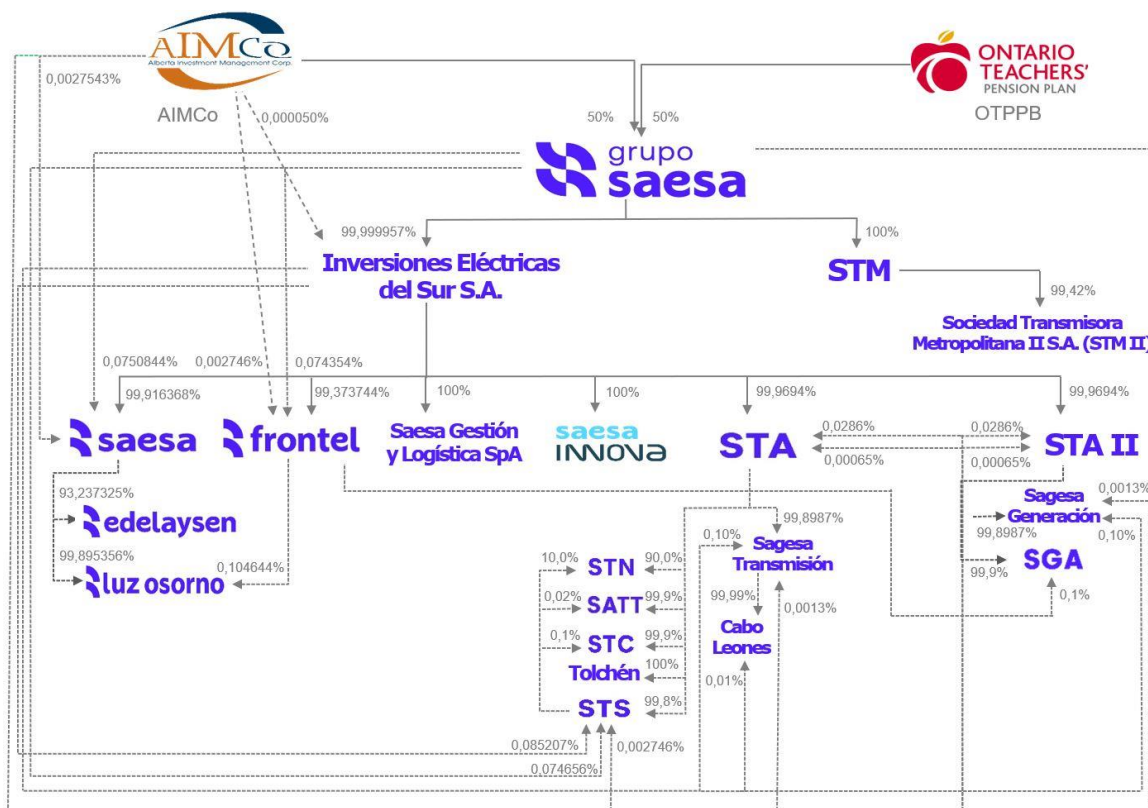 AIMCo
Alberta Investment Management Corp.
AIMCo
ONTARIO
TEACHERS'
PENSION PLAN
OTPPB
0,0027543%
0,000050%
50%
50%
grupo
saesa
99,999957%
100%
Inversiones Eléctricas
del Sur S.A.
STM
99,42%
Sociedad Transmisora
Metropolitana II S.A. (STM II)
0,0750844%
0,002746%
0,074354%
99,916368%
99,373744%
100%
100%
99,9694%
99,9694%
saesa
frontel
Saesa Gestión
y Logística SpA
saesa
INNOVa
STA
0,0286%
0,00065%
0,0286%
0,00065%
STA II
93,237325%
edelaysen
99,895356%
luz osorno
0,104644%
99,8987%
0,10%
Sagesa
Transmisión
99,99%
0,0013%
Cabo
Leones
0,01%
Sagesa
Generación
0,0013%
99,8987%
0,10%
SGA
99,9%
0,1%
10,0%
STN
90,0%
0,02%
SATT
99,9%
0,1%
STC
99,9%
Tolchén
100%
STS
99,8%
0,085207%
0,002746%
0,074656%